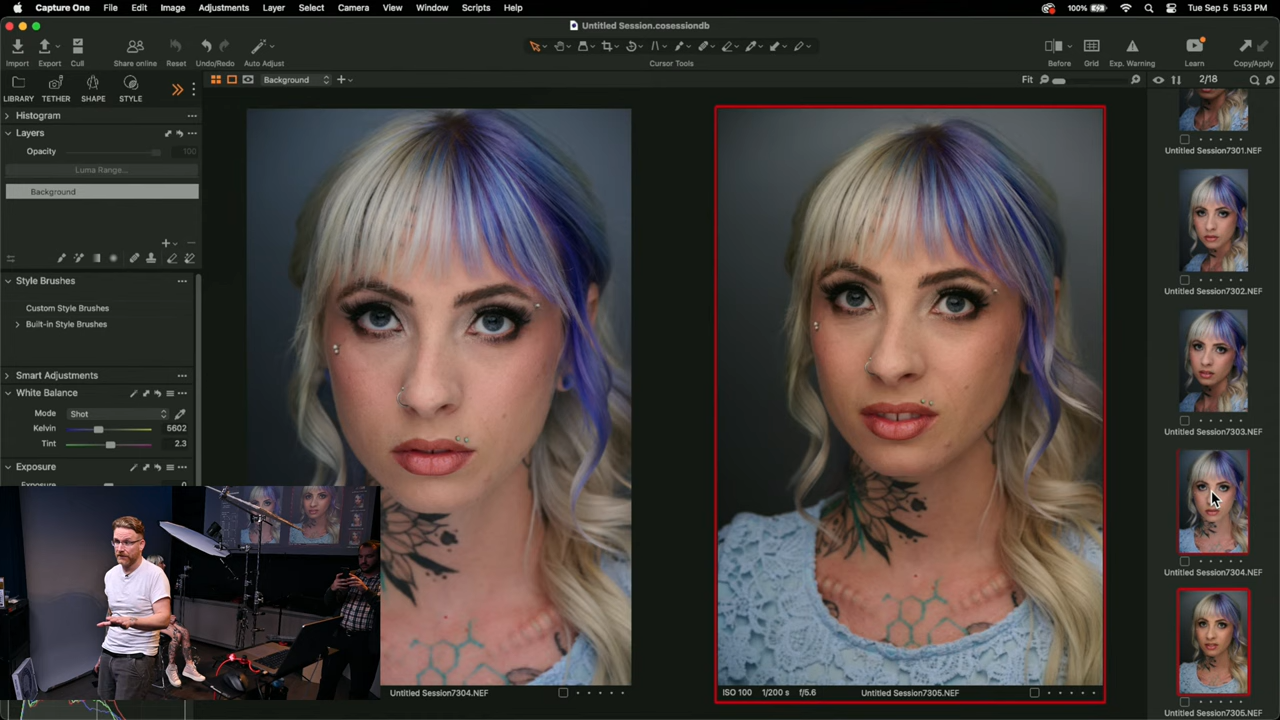 Capture One File Edit Image Adjustments Layer Select Camera View Window Scripts Help 100% Tue Sep 5 5:53 PM
Untitled Session.cosessiondb
Import Export Cull Share online Reset Undo/Redo Auto Adjust Cursor Tools Before Grid Exp. Warning Learn Copy/Apply
LIBRARY TETHER SHAPE STYLE
Background
Fit
2/18
Histogram
Layers
Opacity 100
Luma Range...
Background
Style Brushes
Custom Style Brushes
Built-in Style Brushes
Smart Adjustments
White Balance
Mode Shot
Kelvin 5602
Tint 2.3
Exposure
Exposure 0
Untitled Session7304.NEF
ISO 100 1/200 s f/5.6 Untitled Session7305.NEF
Untitled Session7301.NEF
Untitled Session7302.NEF
Untitled Session7303.NEF
Untitled Session7304.NEF
Untitled Session7305.NEF